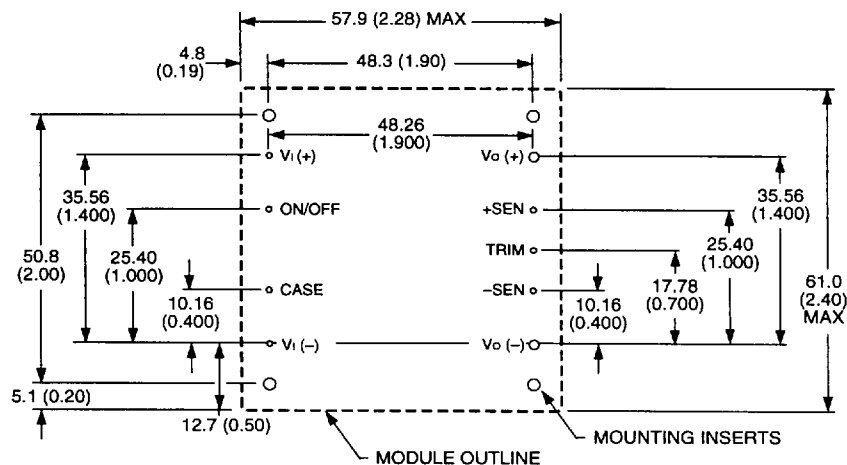 57.9 (2.28) MAX
4.8
(0.19)
48.3 (1.90)
48.26
(1.900)
VI (+)
VO (+)
35.56
(1.400)
35.56
(1.400)
ON/OFF
+SEN
25.40
(1.000)
25.40
(1.000)
TRIM
50.8
(2.00)
17.78
(0.700)
61.0
(2.40)
MAX
10.16
(0.400)
CASE
–SEN
10.16
(0.400)
VI (–)
VO (–)
5.1 (0.20)
12.7 (0.50)
MODULE OUTLINE
MOUNTING INSERTS